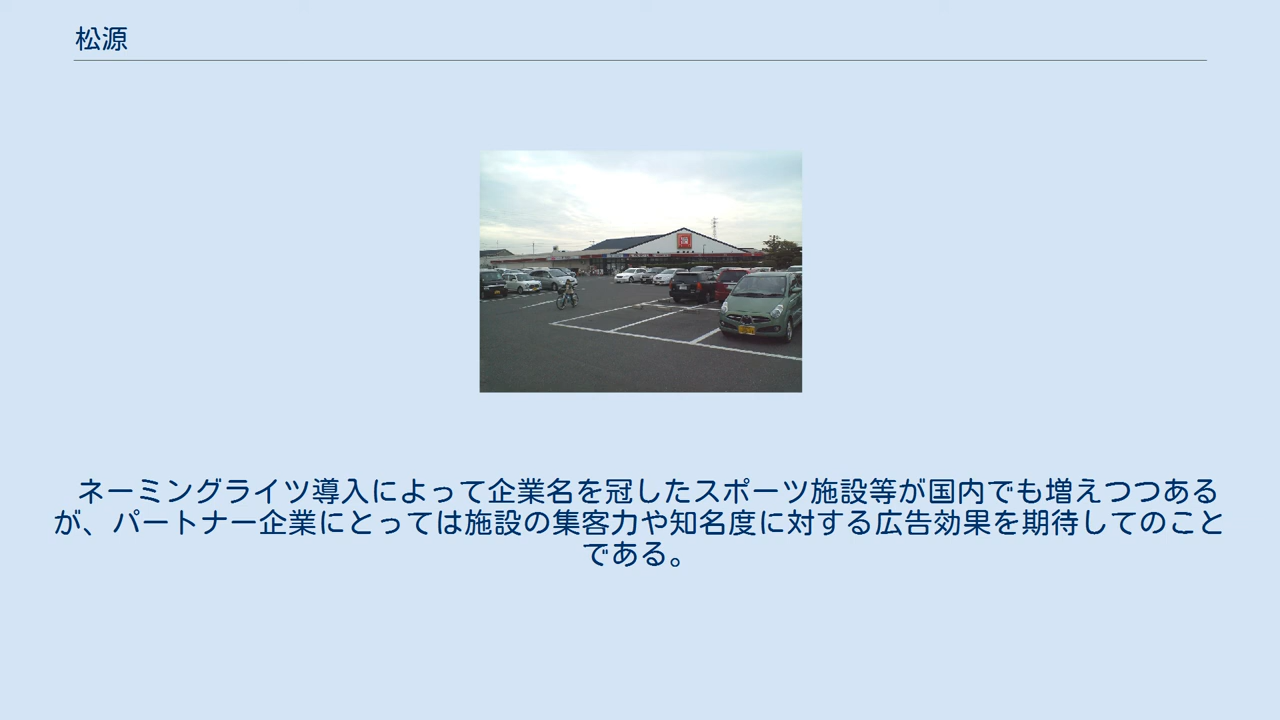 松源
ネーミングライツ導入によって企業名を冠したスポーツ施設等が国内でも増えつつある
が、パートナー企業にとっては施設の集客力や知名度に対する広告効果を期待してのこと
である。